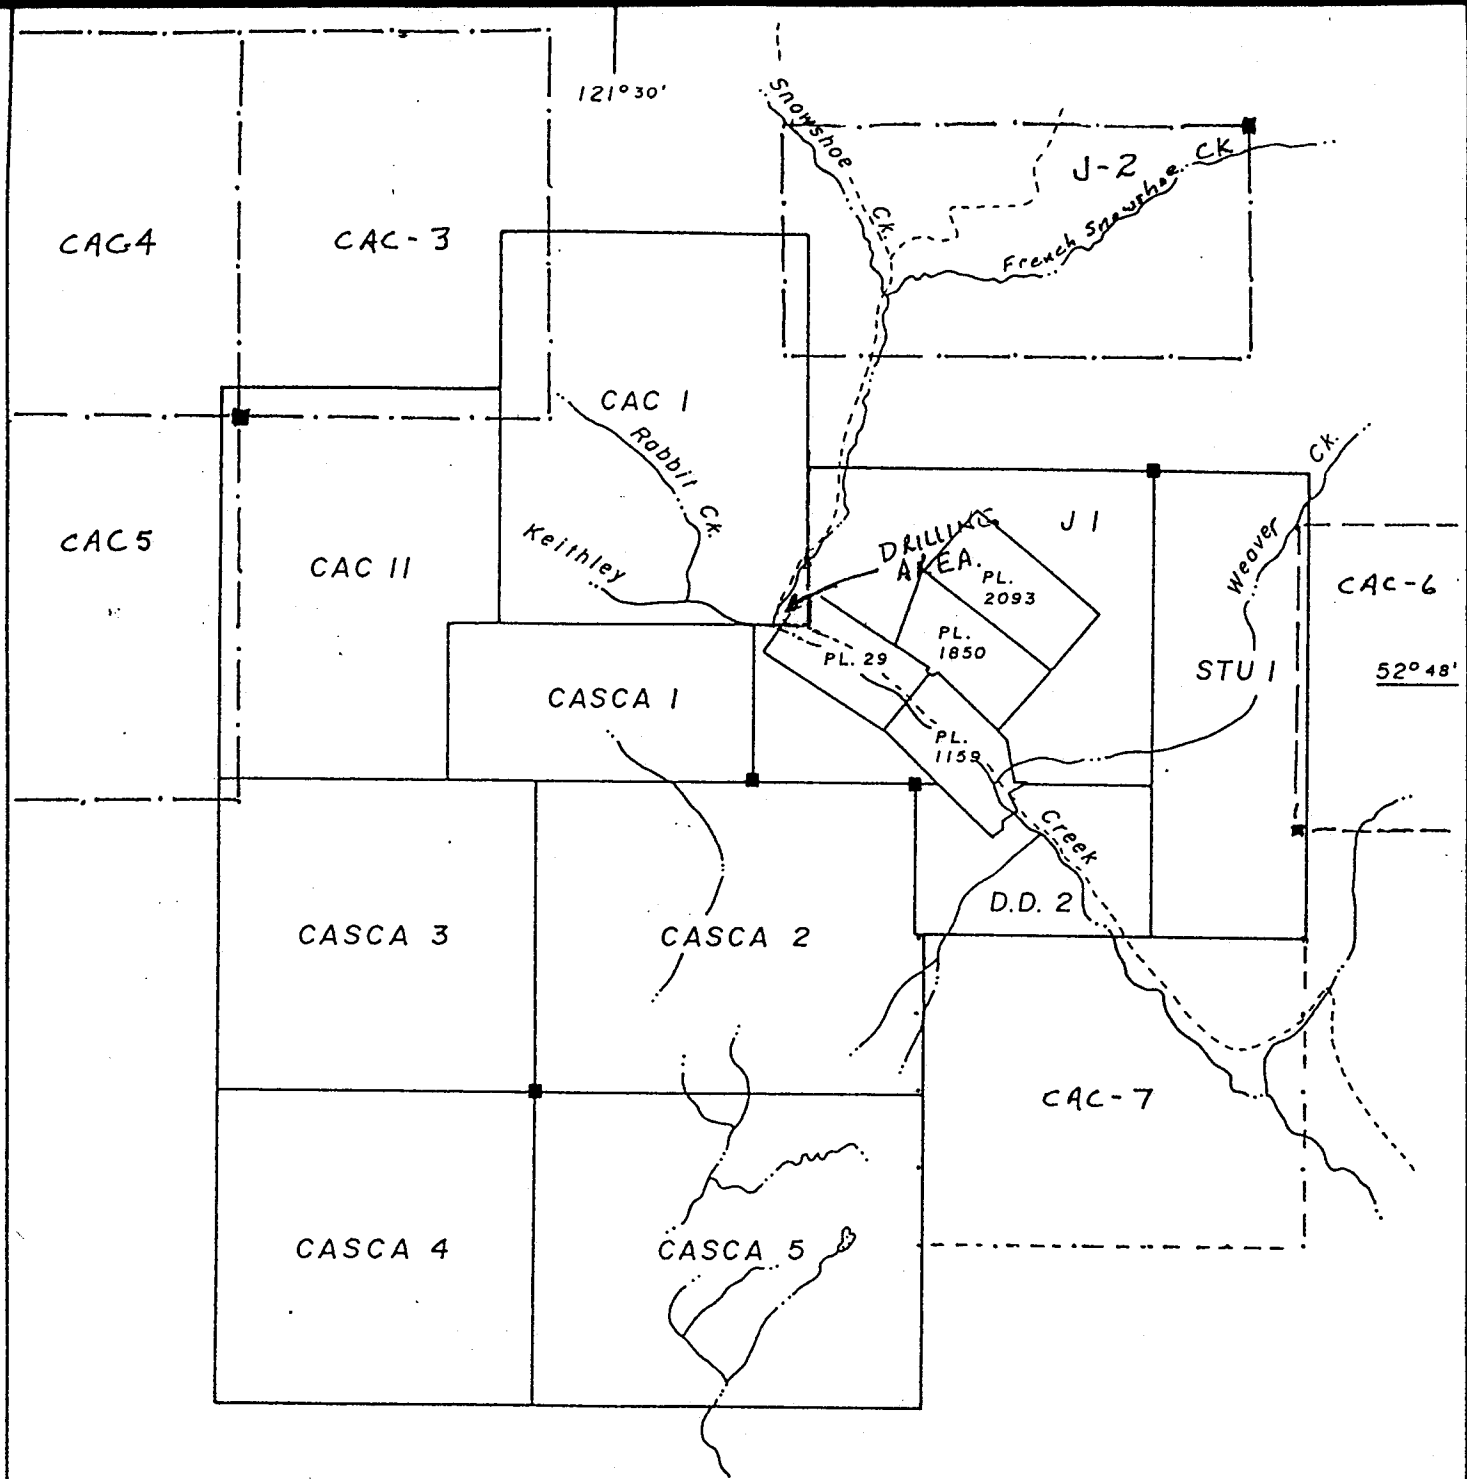 121°30'
Snowshoe Ck.
J-2
French Snowshoe CK
CAC4
CAC-3
CAC 1
Rabbit Ck.
Keithley
CAC 11
CAC5
DRILLING
AREA.
J 1
PL.
2093
PL.
1850
PL. 29
PL.
1159
Weaver Ck.
CAC-6
STU 1
52°48'
CASCA 1
Creek
D.D. 2
CASCA 3
CASCA 2
CAC-7
CASCA 4
CASCA 5